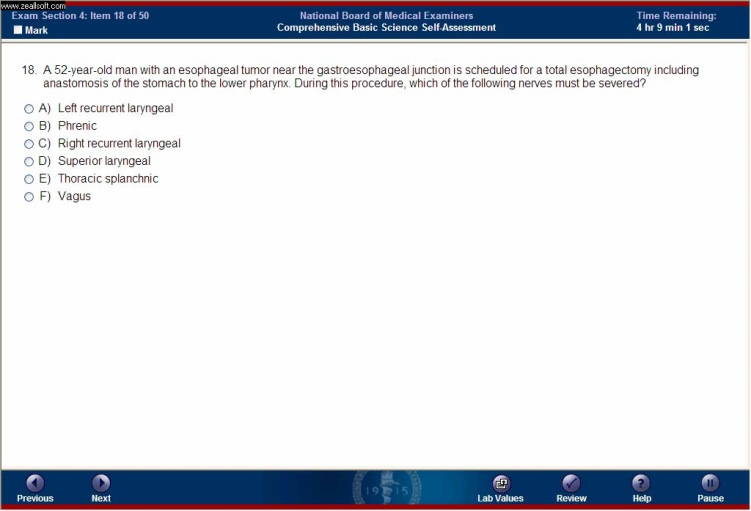 www.zeallsoft.com
Exam Section 4: Item 18 of 50
National Board of Medical Examiners
Time Remaining:
Mark
Comprehensive Basic Science Self-Assessment
4 hr 9 min 1 sec
18. A 52-year-old man with an esophageal tumor near the gastroesophageal junction is scheduled for a total esophagectomy including
anastomosis of the stomach to the lower pharynx. During this procedure, which of the following nerves must be severed?
A) Left recurrent laryngeal
B) Phrenic
C) Right recurrent laryngeal
D) Superior laryngeal
E) Thoracic splanchnic
F) Vagus
1915
Previous
Next
Lab Values
Review
Help
Pause